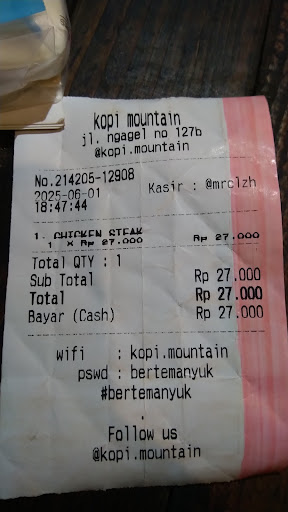 kopi mountain
jl. ngagel no 127b
@kopi.mountain
No.214205-12908
2025-06-01 Kasir : @mrclzh
18:47:44
1. CHICKEN STEAK
1 x Rp 27.000 Rp 27.000
Total QTY : 1
Sub Total Rp 27.000
Total Rp 27.000
Bayar (Cash) Rp 27.000
wifi : kopi.mountain
pswd : bertemanyuk
#bertemanyuk
.
Follow us
@kopi.mountain